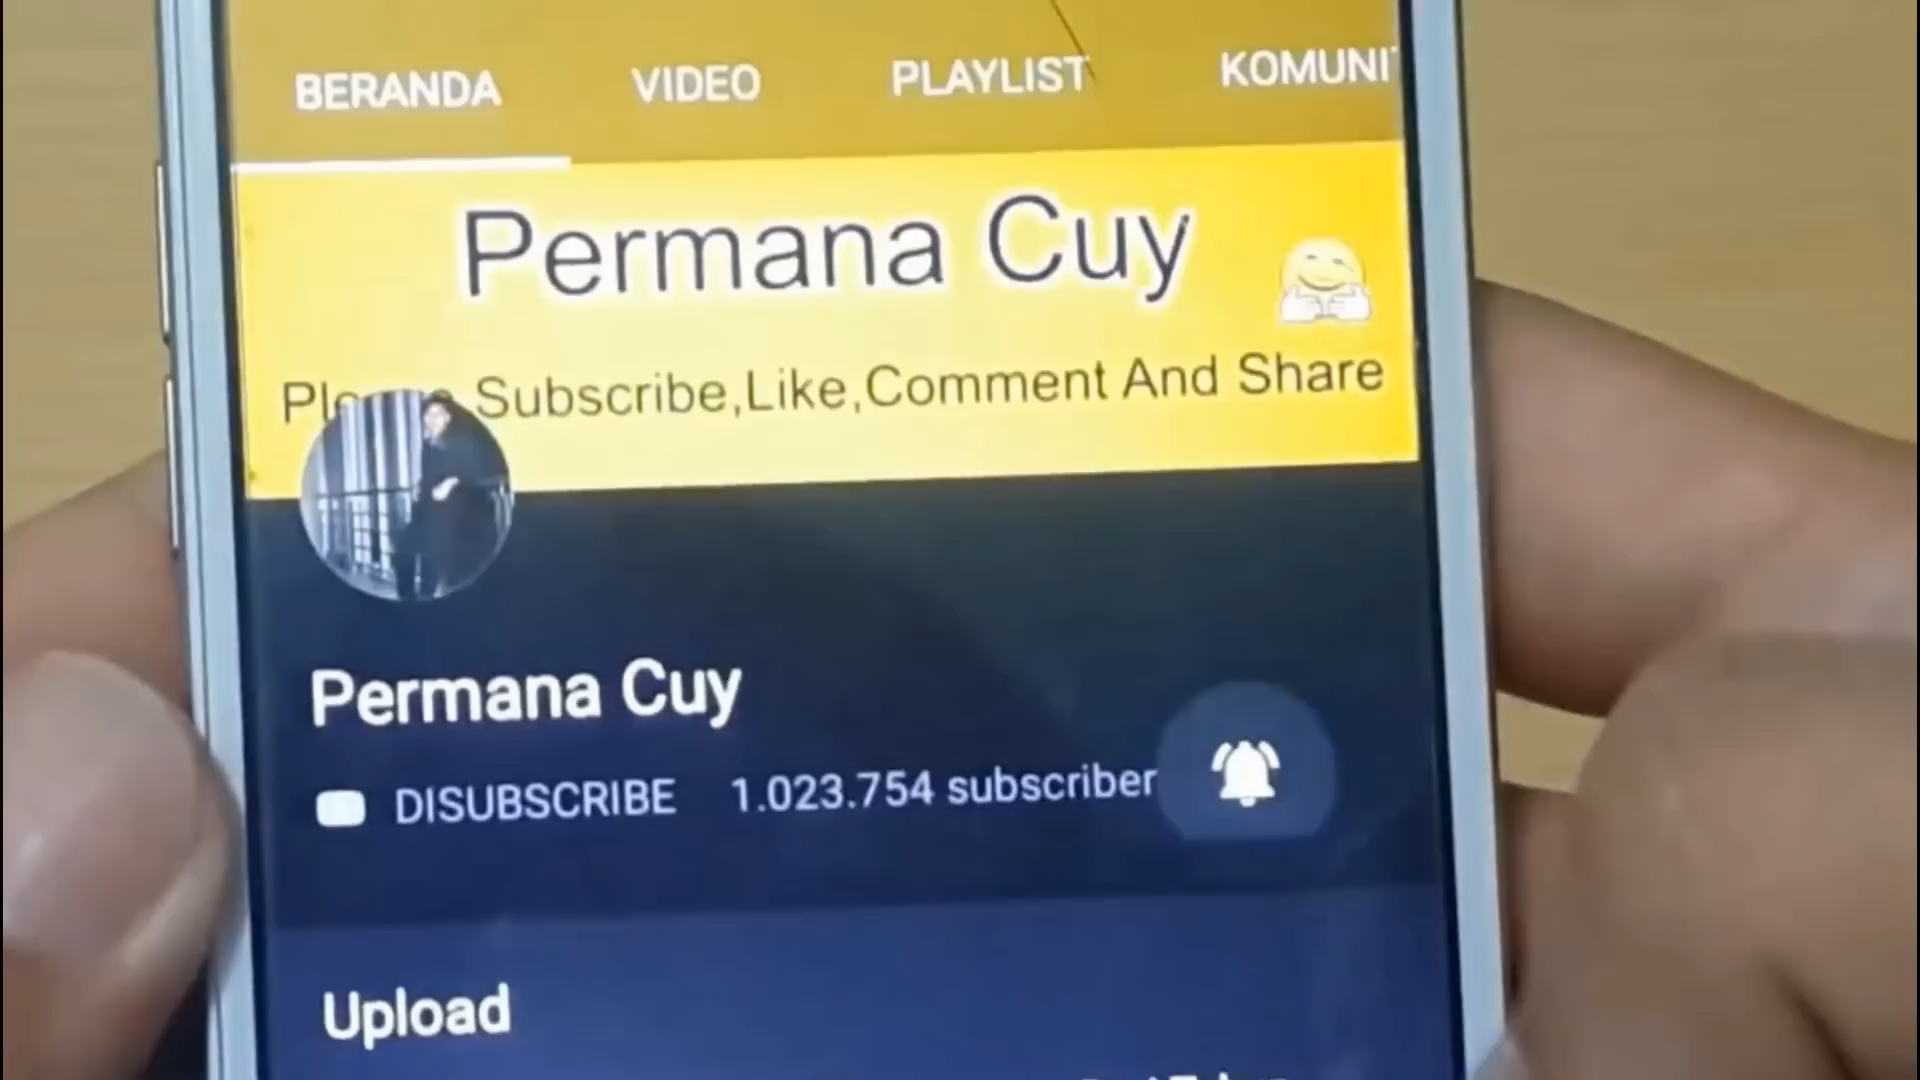 BERANDA VIDEO PLAYLIST KOMUNI
Permana Cuy
Subscribe,Like,Comment And Share
Permana Cuy
DISUBSCRIBE 1.023.754 subscriber
Upload